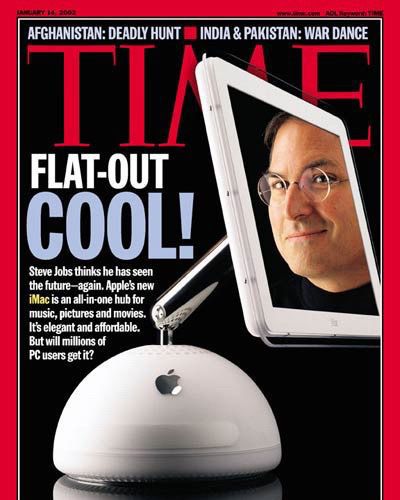 JANUARY 14, 2002 www.time.com AOL Keyword: TIME
AFGHANISTAN: DEADLY HUNT INDIA & PAKISTAN: WAR DANCE
TIME
FLAT-OUT
COOL!
Steve Jobs thinks he has seen
the future—again. Apple's new
iMac is an all-in-one hub for
music, pictures and movies.
It's elegant and affordable.
But will millions of
PC users get it?